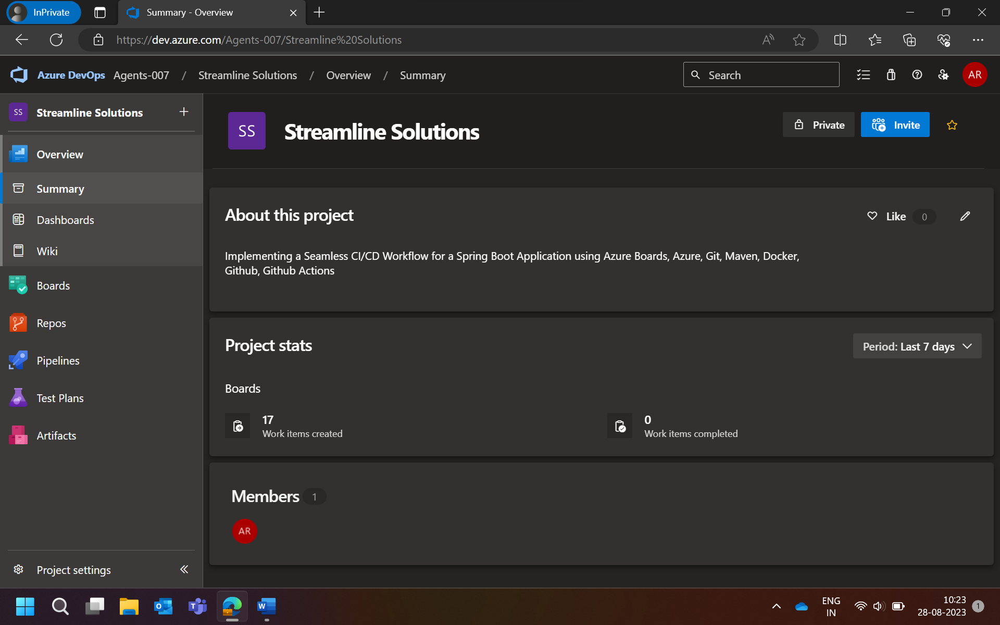 InPrivate
Summary - Overview
https://dev.azure.com/Agents-007/Streamline%20Solutions
Azure DevOps Agents-007 / Streamline Solutions / Overview / Summary
Search
AR
SS Streamline Solutions +
Overview
Summary
Dashboards
Wiki
Boards
Repos
Pipelines
Test Plans
Artifacts
Project settings
SS Streamline Solutions
Private
Invite
About this project
Like 0
Implementing a Seamless CI/CD Workflow for a Spring Boot Application using Azure Boards, Azure, Git, Maven, Docker,
Github, Github Actions
Project stats
Period: Last 7 days
Boards
17
Work items created
0
Work items completed
Members 1
AR
ENG
IN
10:23
28-08-2023
1